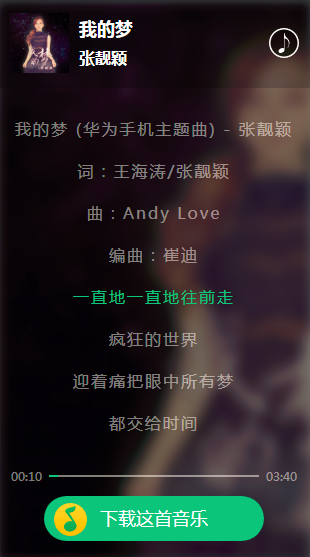 我的梦
张靓颖
我的梦 (华为手机主题曲) - 张靓颖
词：王海涛/张靓颖
曲：Andy Love
编曲：崔迪
一直地一直地往前走
疯狂的世界
迎着痛把眼中所有梦
都交给时间
00:10 03:40
下载这首音乐